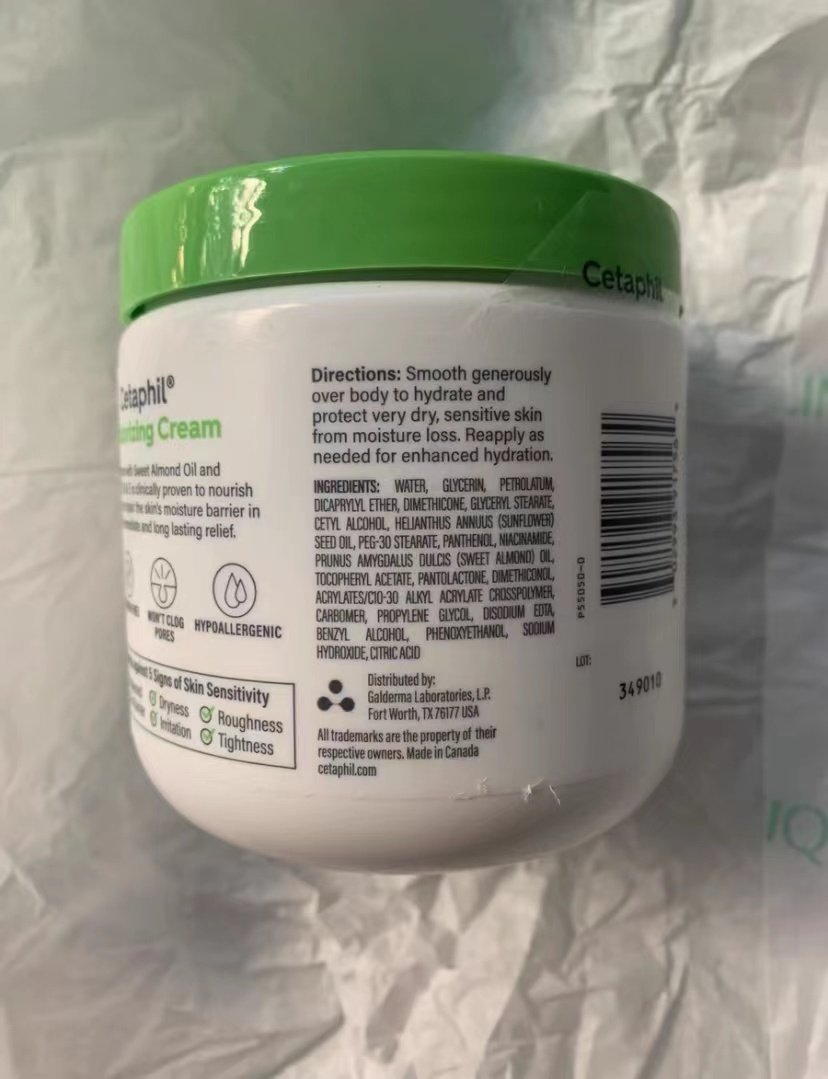 Cetaphil
Cetaphil®
Cream
Sweet Almond Oil and
clinically proven to nourish
the skin's moisture barrier in
and long lasting relief.
WON'T CLOG
PORES
HYPOALLERGENIC
5 Signs of Skin Sensitivity
Dryness
Roughness
Irritation
Tightness
Directions: Smooth generously
over body to hydrate and
protect very dry, sensitive skin
from moisture loss. Reapply as
needed for enhanced hydration.
INGREDIENTS: WATER, GLYCERIN, PETROLATUM,
DICAPRYLYL ETHER, DIMETHICONE, GLYCERYL STEARATE,
CETYL ALCOHOL, HELIANTHUS ANNUUS (SUNFLOWER)
SEED OIL, PEG-30 STEARATE, PANTHENOL, NIACINAMIDE,
PRUNUS AMYGDALUS DULCIS (SWEET ALMOND) OIL,
TOCOPHERYL ACETATE, PANTOLACTONE, DIMETHICONOL,
ACRYLATES/C10-30 ALKYL ACRYLATE CROSSPOLYMER,
CARBOMER, PROPYLENE GLYCOL, DISODIUM EDTA,
BENZYL ALCOHOL, PHENOXYETHANOL, SODIUM
HYDROXIDE, CITRIC ACID
Distributed by:
Galderma Laboratories, L.P.
Fort Worth, TX 76177 USA
All trademarks are the property of their
respective owners. Made in Canada
cetaphil.com
P55050-0
LOT:
349010